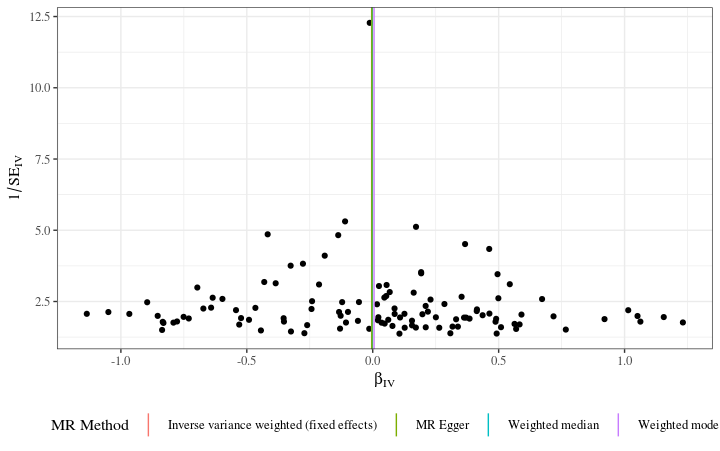 12.5
10.0
7.5
5.0
2.5
1/SE_IV
-1.0 -0.5 0.0 0.5 1.0
β_IV
MR Method Inverse variance weighted (fixed effects) MR Egger Weighted median Weighted mode